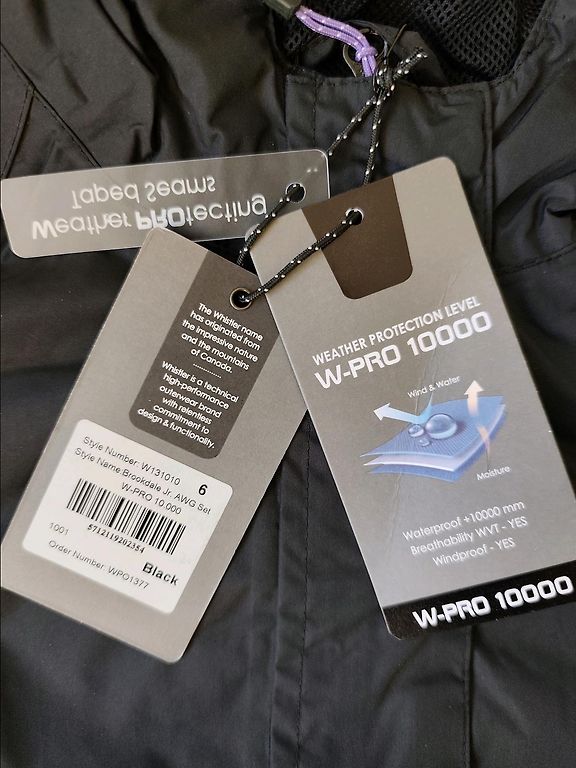 Weather PROtecting
Taped Seams
The Whistler name
has originated from
the impressive nature
and the mountains
of Canada.
-------------
Whistler is a technical
high-performance
outerwear brand
with relentless
commitment to
design & functionality.
Style Number: W131010
6
Style Name: Brookdale Jr. AWG Set
W-PRO 10.000
5712119202354
1001
Black
Order Number: WPO1377
WEATHER PROTECTION LEVEL
W-PRO 10000
Wind & Water
Moisture
Waterproof +10000 mm
Breathability WVT - YES
Windproof - YES
W-PRO 10000